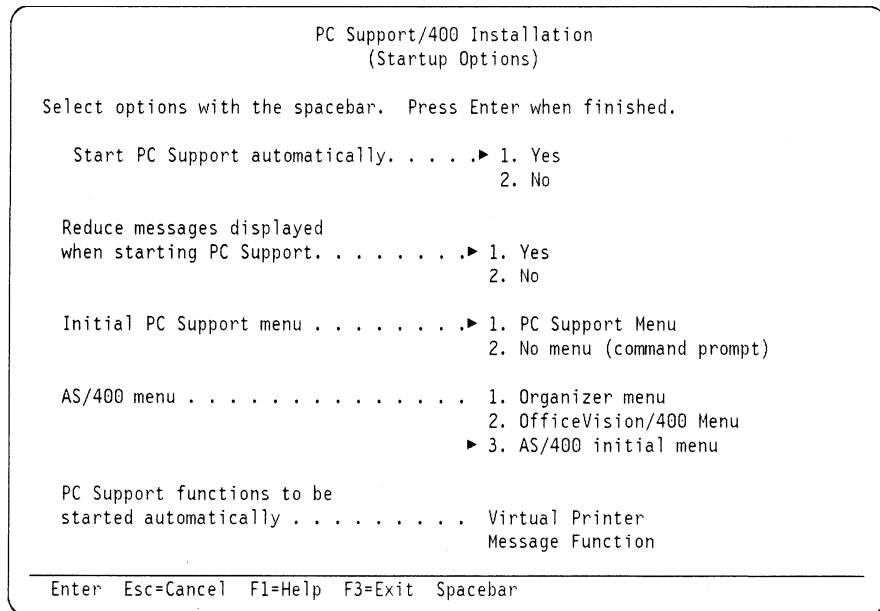 PC Support/400 Installation
(Startup Options)
Select options with the spacebar. Press Enter when finished.
Start PC Support automatically. . . . .► 1. Yes
2. No
Reduce messages displayed
when starting PC Support. . . . . . . .► 1. Yes
2. No
Initial PC Support menu . . . . . . . .► 1. PC Support Menu
2. No menu (command prompt)
AS/400 menu . . . . . . . . . . . . . . 1. Organizer menu
2. OfficeVision/400 Menu
► 3. AS/400 initial menu
PC Support functions to be
started automatically . . . . . . . . . Virtual Printer
Message Function
Enter Esc=Cancel F1=Help F3=Exit Spacebar